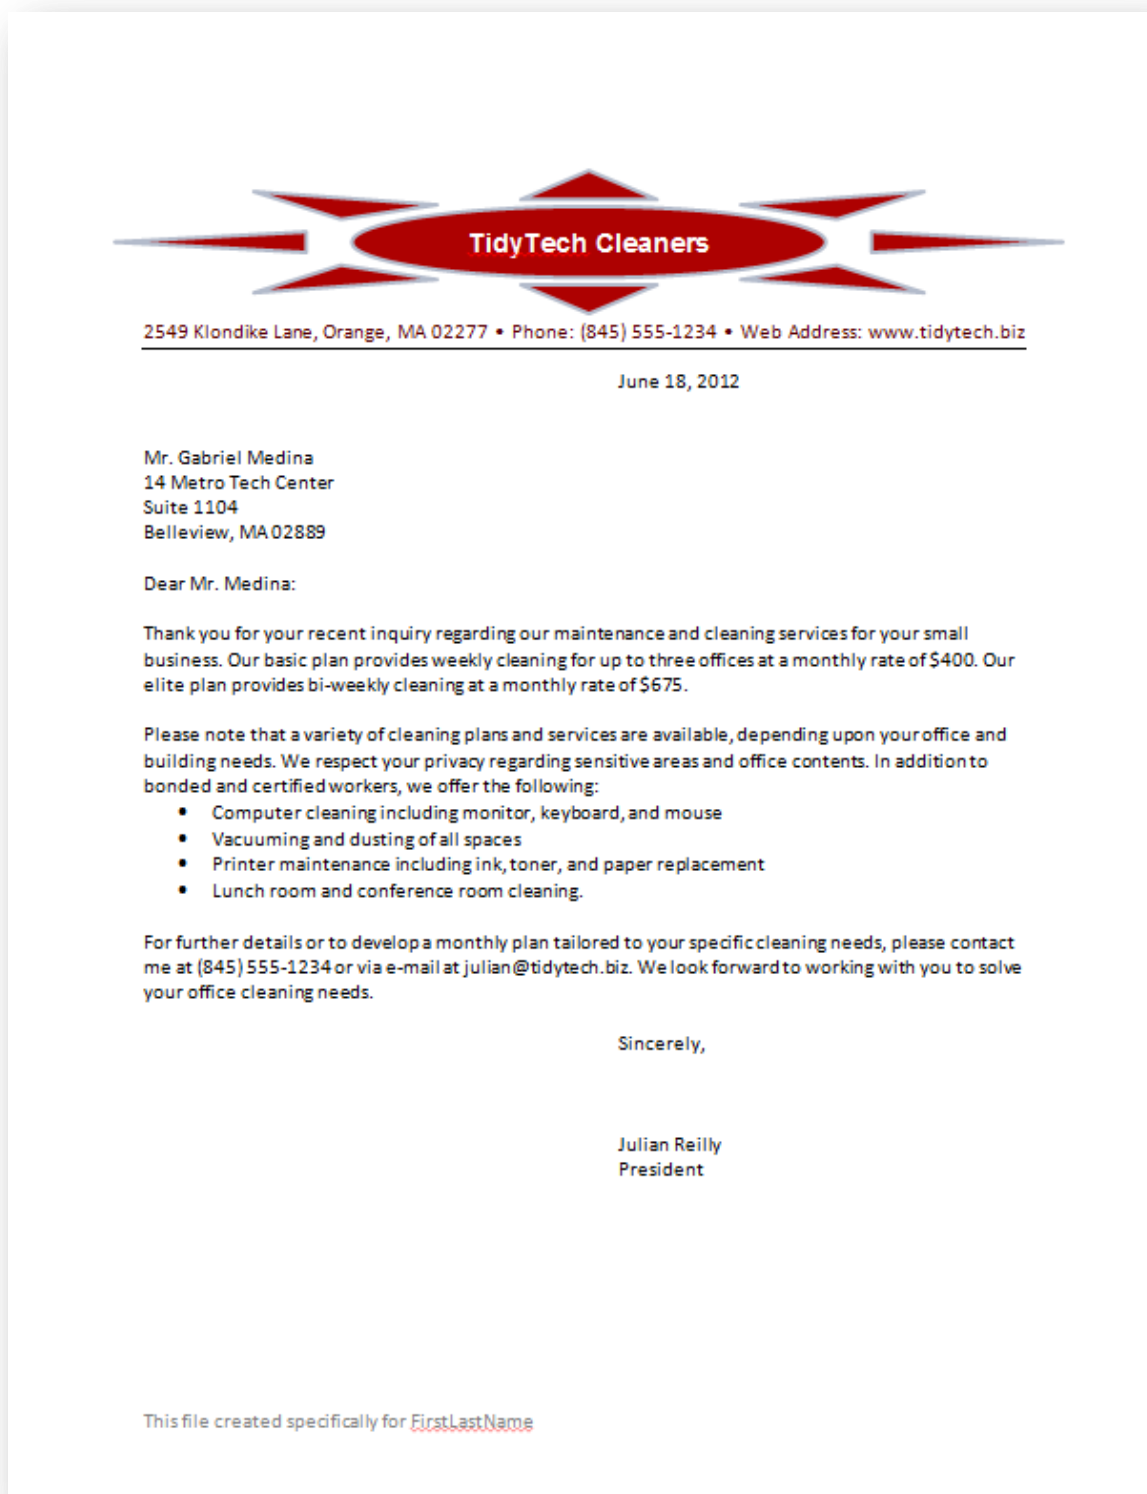 TidyTech Cleaners
2549 Klondike Lane, Orange, MA 02277 • Phone: (845) 555-1234 • Web Address: www.tidytech.biz
June 18, 2012
Mr. Gabriel Medina
14 Metro Tech Center
Suite 1104
Belleview, MA 02889
Dear Mr. Medina:
Thank you for your recent inquiry regarding our maintenance and cleaning services for your small
business. Our basic plan provides weekly cleaning for up to three offices at a monthly rate of $400. Our
elite plan provides bi-weekly cleaning at a monthly rate of $675.
Please note that a variety of cleaning plans and services are available, depending upon your office and
building needs. We respect your privacy regarding sensitive areas and office contents. In addition to
bonded and certified workers, we offer the following:
• Computer cleaning including monitor, keyboard, and mouse
• Vacuuming and dusting of all spaces
• Printer maintenance including ink, toner, and paper replacement
• Lunch room and conference room cleaning.
For further details or to develop a monthly plan tailored to your specific cleaning needs, please contact
me at (845) 555-1234 or via e-mail at julian@tidytech.biz. We look forward to working with you to solve
your office cleaning needs.
Sincerely,
Julian Reilly
President
This file created specifically for FirstLastName